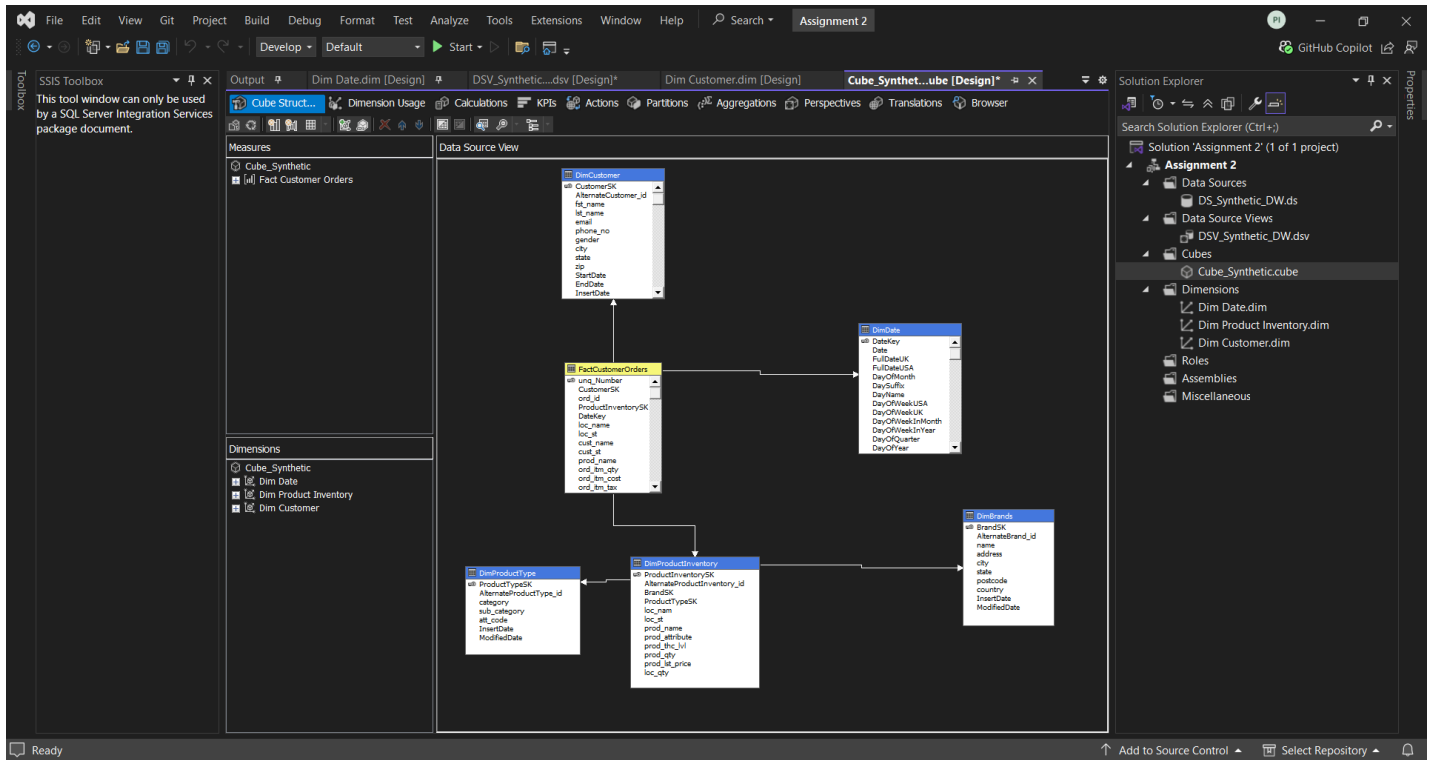 File Edit View Git Project Build Debug Format Test Analyze Tools Extensions Window Help Search Assignment 2 PI
Develop Default Start GitHub Copilot
Toolbox
SSIS Toolbox
This tool window can only be used
by a SQL Server Integration Services
package document.
Output Dim Date.dim [Design] DSV_Synthetic....dsv [Design]* Dim Customer.dim [Design] Cube_Synthet...ube [Design]*
Cube Struct... Dimension Usage Calculations KPIs Actions Partitions Aggregations Perspectives Translations Browser
Measures
Cube_Synthetic
Fact Customer Orders
Dimensions
Cube_Synthetic
Dim Date
Dim Product Inventory
Dim Customer
Data Source View
DimCustomer
CustomerSK
AlternateCustomer_id
fst_name
lst_name
email
phone_no
gender
city
state
zip
StartDate
EndDate
InsertDate
DimDate
DateKey
Date
FullDateUK
FullDateUSA
DayOfMonth
DaySuffix
DayName
DayOfWeekUSA
DayOfWeekUK
DayOfWeekInMonth
DayOfWeekInYear
DayOfQuarter
DayOfYear
FactCustomerOrders
unq_Number
CustomerSK
ord_id
ProductInventorySK
DateKey
loc_name
loc_st
cust_name
cust_st
prod_name
ord_itm_qty
ord_itm_cost
ord_itm_tax
DimBrands
BrandSK
AlternateBrand_id
name
address
city
state
postcode
country
InsertDate
ModifiedDate
DimProductType
ProductTypeSK
AlternateProductType_id
category
sub_category
att_code
InsertDate
ModifiedDate
DimProductInventory
ProductInventorySK
AlternateProductInventory_id
BrandSK
ProductTypeSK
loc_nam
loc_st
prod_name
prod_attribute
prod_thc_lvl
prod_qty
prod_lst_price
loc_qty
Solution Explorer
Search Solution Explorer (Ctrl+;)
Solution 'Assignment 2' (1 of 1 project)
Assignment 2
Data Sources
DS_Synthetic_DW.ds
Data Source Views
DSV_Synthetic_DW.dsv
Cubes
Cube_Synthetic.cube
Dimensions
Dim Date.dim
Dim Product Inventory.dim
Dim Customer.dim
Roles
Assemblies
Miscellaneous
Properties
Ready Add to Source Control Select Repository